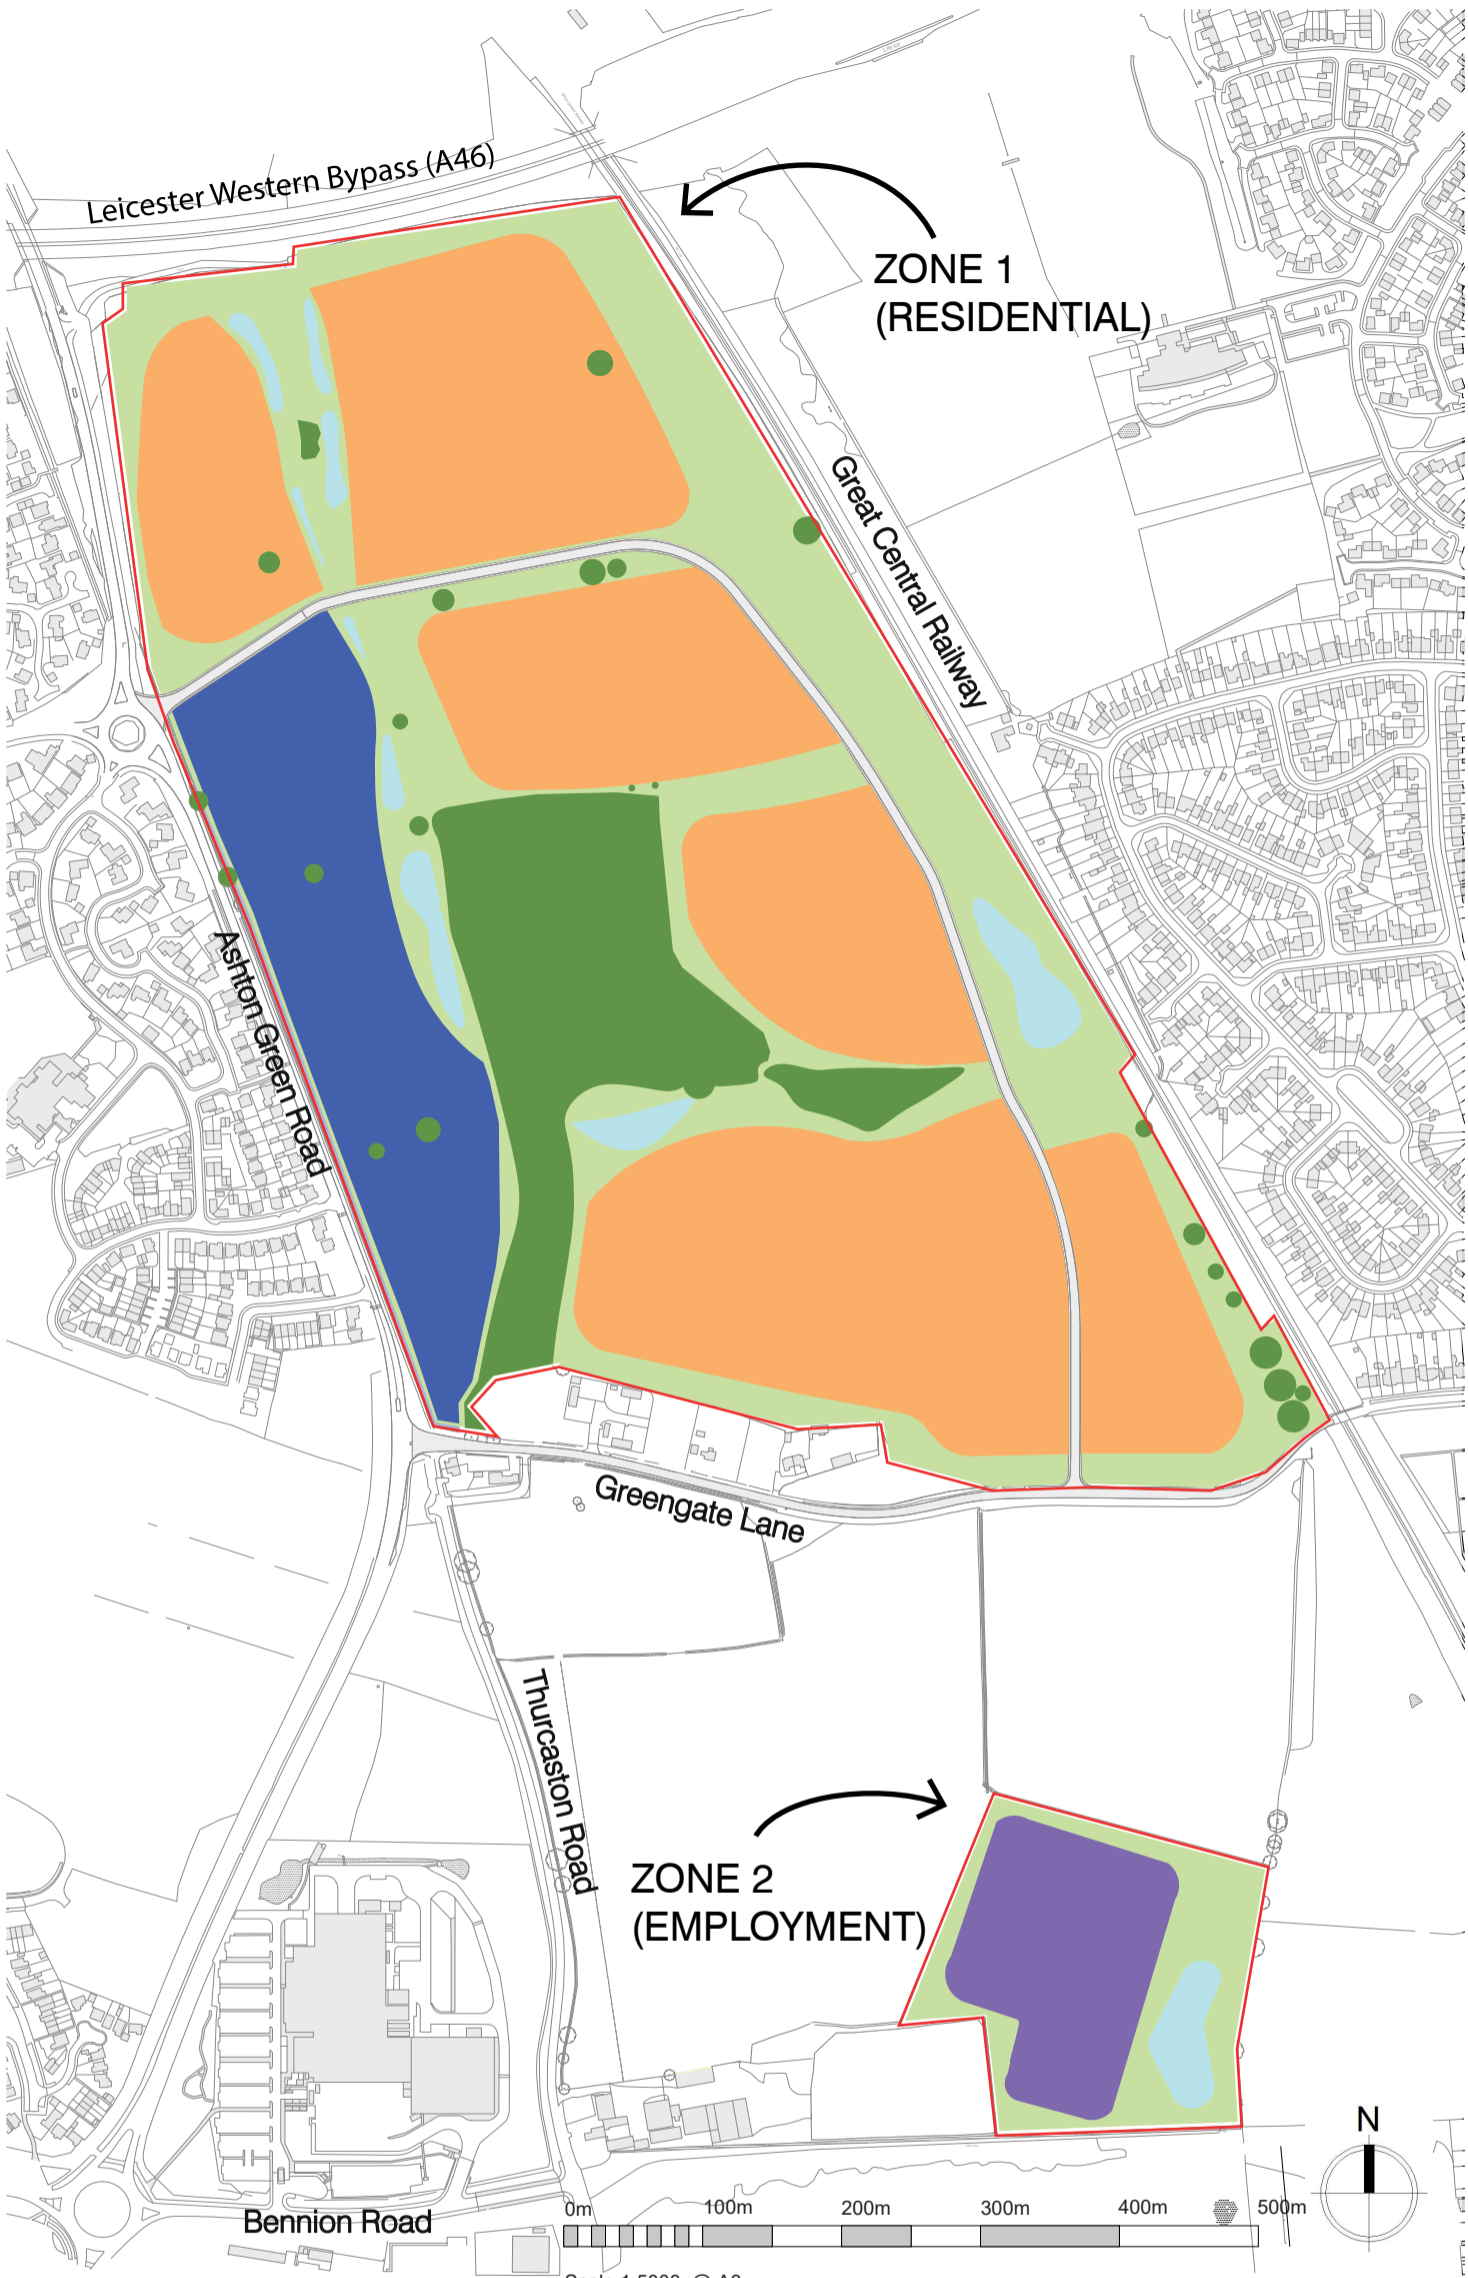 Leicester Western Bypass (A46)
ZONE 1
(RESIDENTIAL)
Great Central Railway
Ashton Green Road
Greengate Lane
Thurcaston Road
ZONE 2
(EMPLOYMENT)
N
0m 100m 200m 300m 400m 500m
Bennion Road